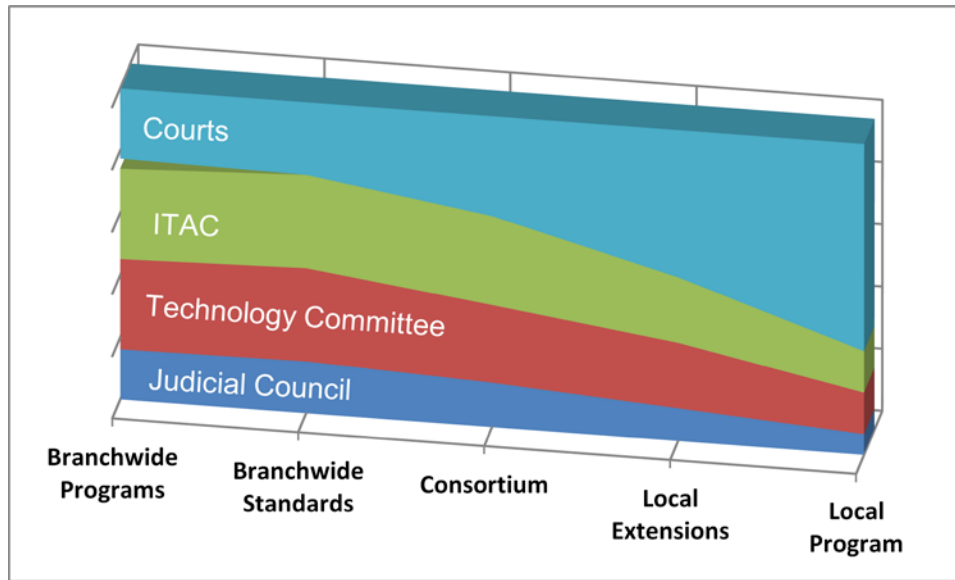 Courts
ITAC
Technology Committee
Judicial Council
Branchwide
Programs
Branchwide
Standards
Consortium
Local
Extensions
Local
Program